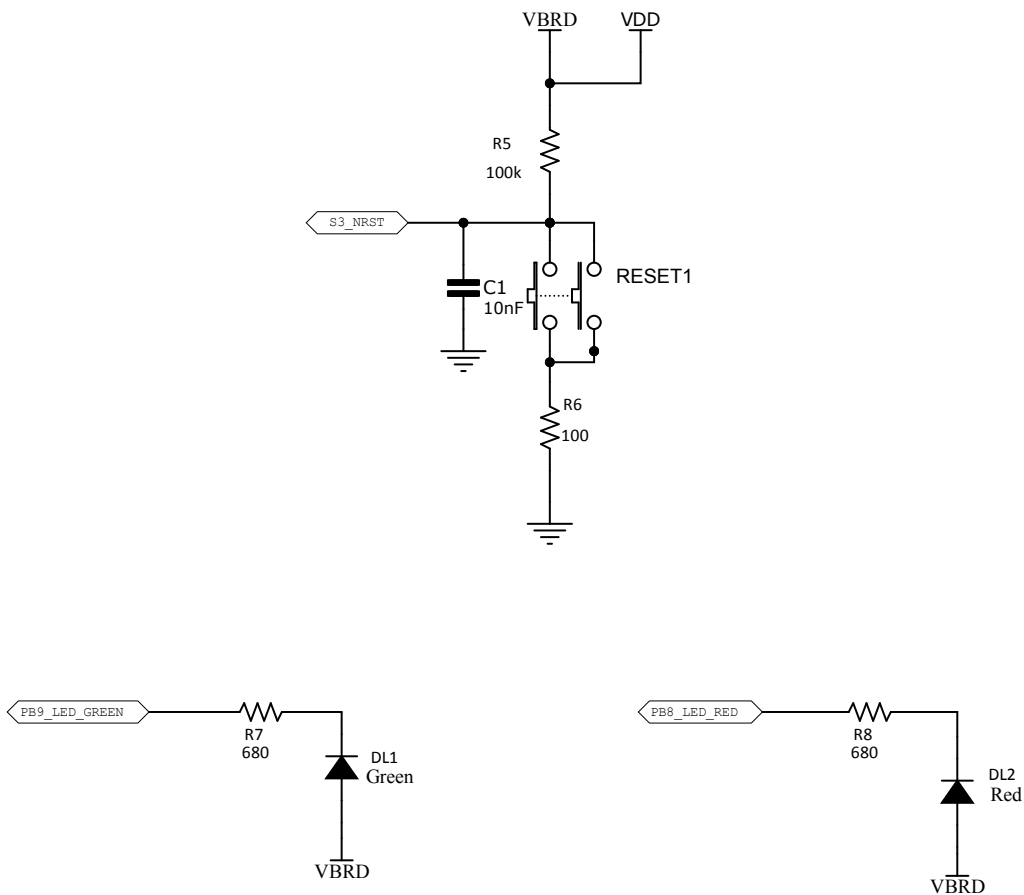 VBRD VDD
R5
100k
S3_NRST
RESET1
C1
10nF
R6
100
PB9_LED_GREEN
R7
680
DL1
Green
VBRD
PB8_LED_RED
R8
680
DL2
Red
VBRD